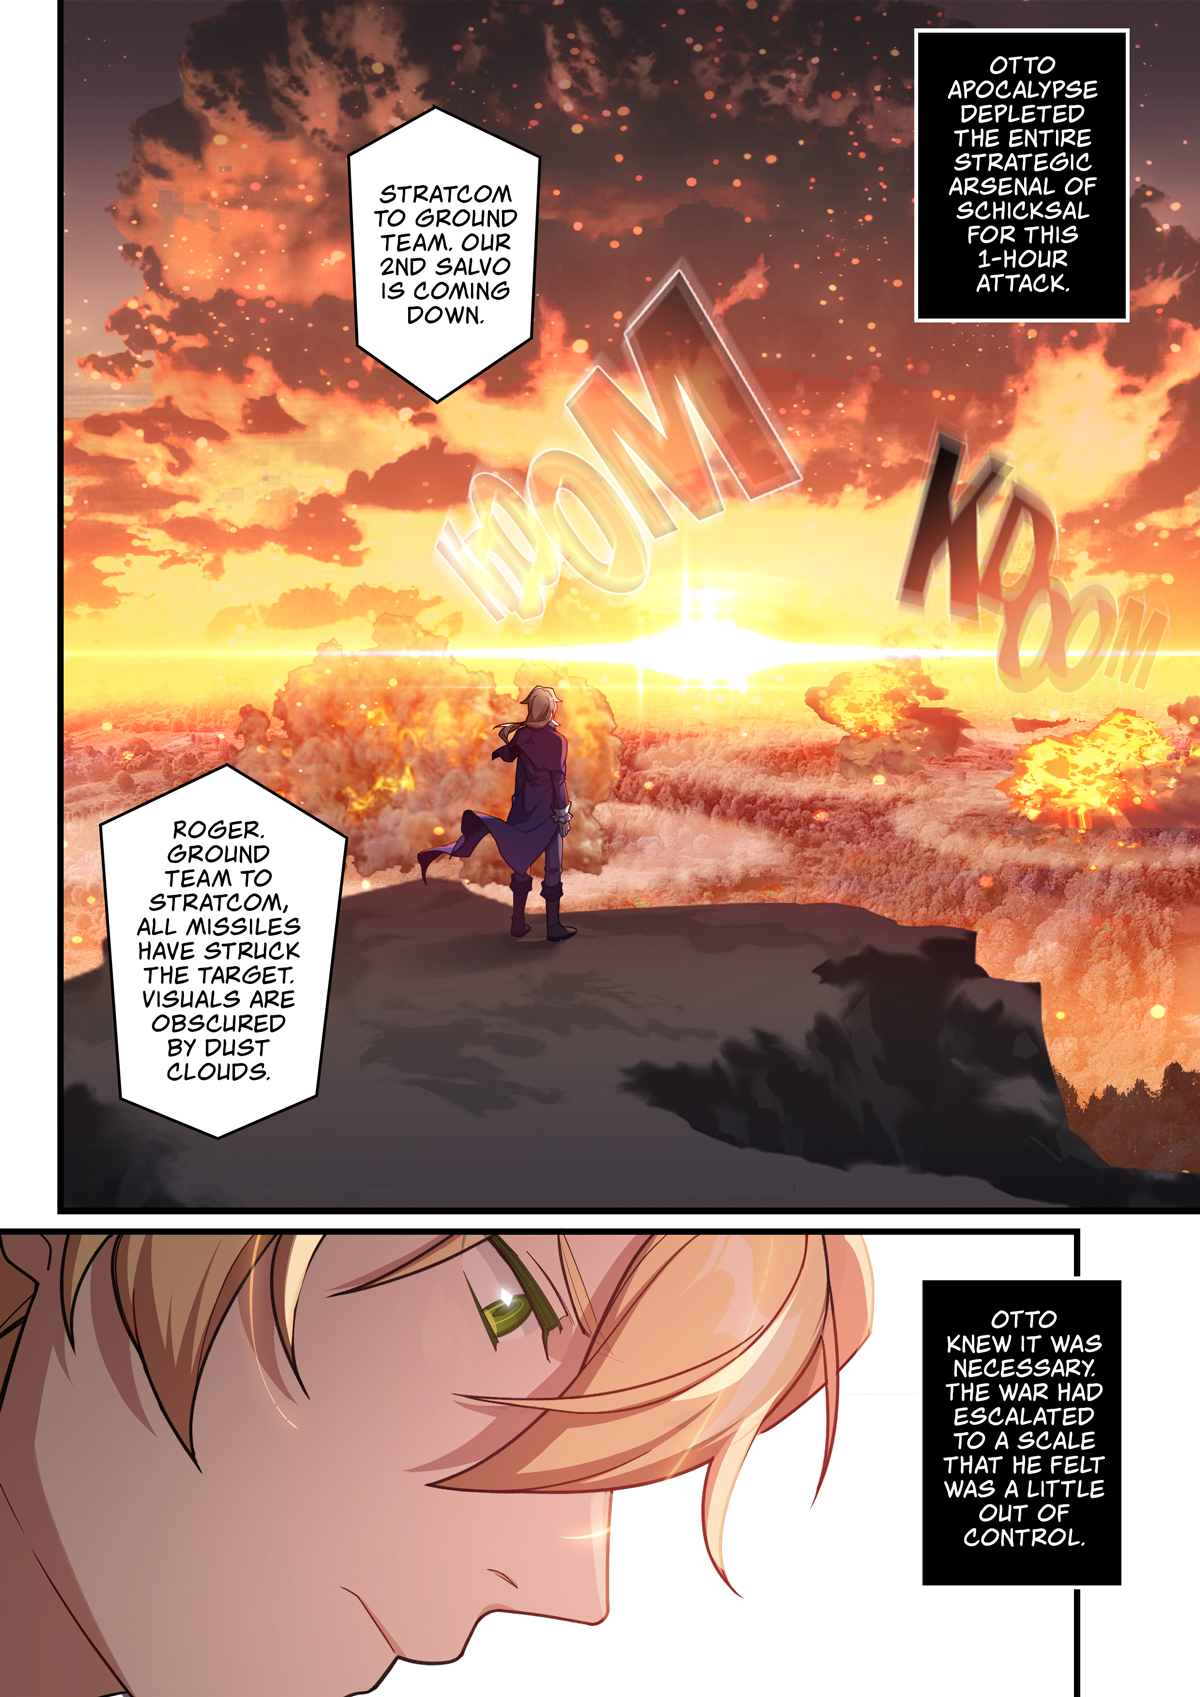 OTTO
APOCALYPSE
DEPLETED
THE ENTIRE
STRATEGIC
ARSENAL OF
SCHICKSAL
FOR THIS
1-HOUR
ATTACK.
STRATCOM
TO GROUND
TEAM. OUR
2ND SALVO
IS COMING
DOWN.
KOOOM
KOOOM
ROGER.
GROUND
TEAM TO
STRATCOM,
ALL MISSILES
HAVE STRUCK
THE TARGET.
VISUALS ARE
OBSCURED
BY DUST
CLOUDS.
OTTO
KNEW IT WAS
NECESSARY.
THE WAR HAD
ESCALATED
TO A SCALE
THAT HE FELT
WAS A LITTLE
OUT OF
CONTROL.